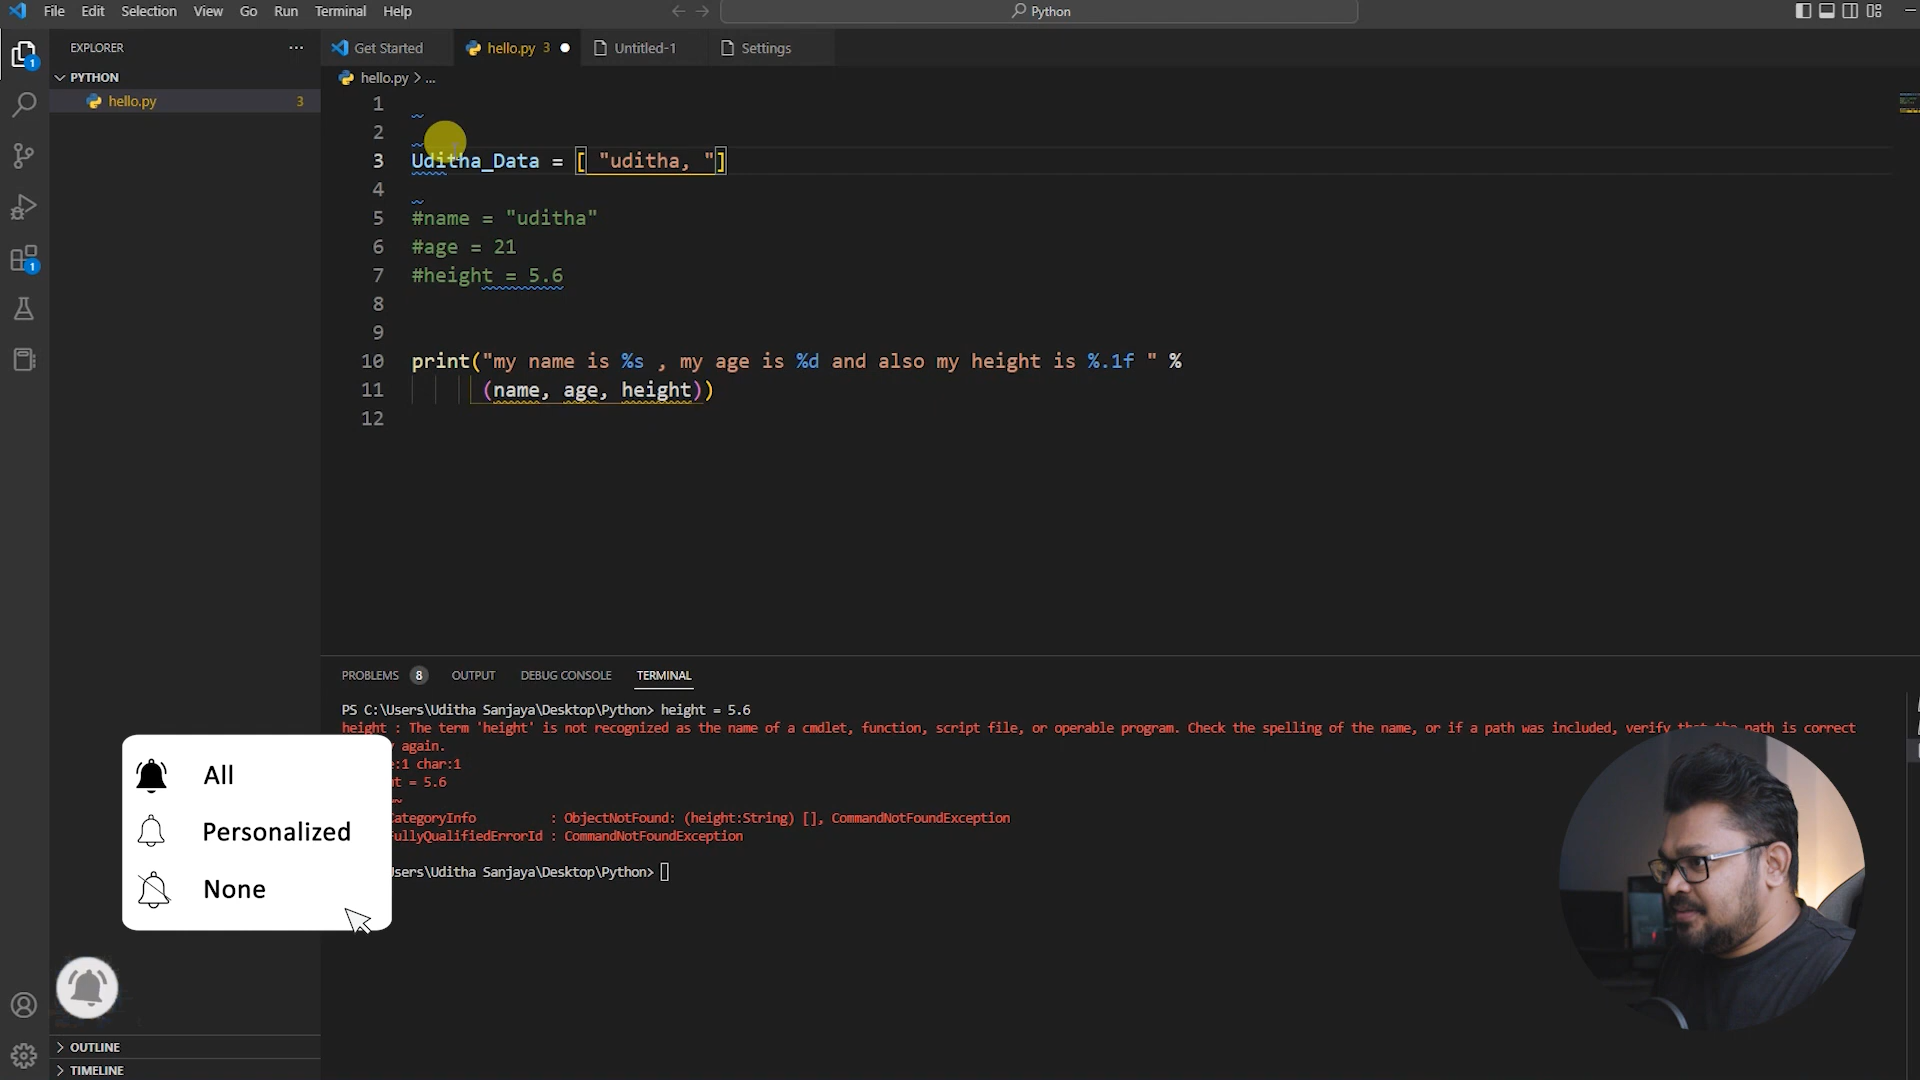 File Edit Selection View Go Run Terminal Help
Python
EXPLORER
Get Started
hello.py 3
Untitled-1
Settings
PYTHON
hello.py > ...
hello.py 3
1
2
3 Uditha_Data = [ "uditha, "]
4
5 #name = "uditha"
6 #age = 21
7 #height = 5.6
8
9
10 print("my name is %s , my age is %d and also my height is %.1f " %
11 (name, age, height))
12
PROBLEMS 8 OUTPUT DEBUG CONSOLE TERMINAL
PS C:\Users\Uditha Sanjaya\Desktop\Python> height = 5.6
height : The term 'height' is not recognized as the name of a cmdlet, function, script file, or operable program. Check the spelling of the name, or if a path was included, verify that the path is correct
again.
:1 char:1
= 5.6
~~
CategoryInfo : ObjectNotFound: (height:String) [], CommandNotFoundException
FullyQualifiedErrorId : CommandNotFoundException
Users\Uditha Sanjaya\Desktop\Python>
All
Personalized
None
1
1
OUTLINE
TIMELINE